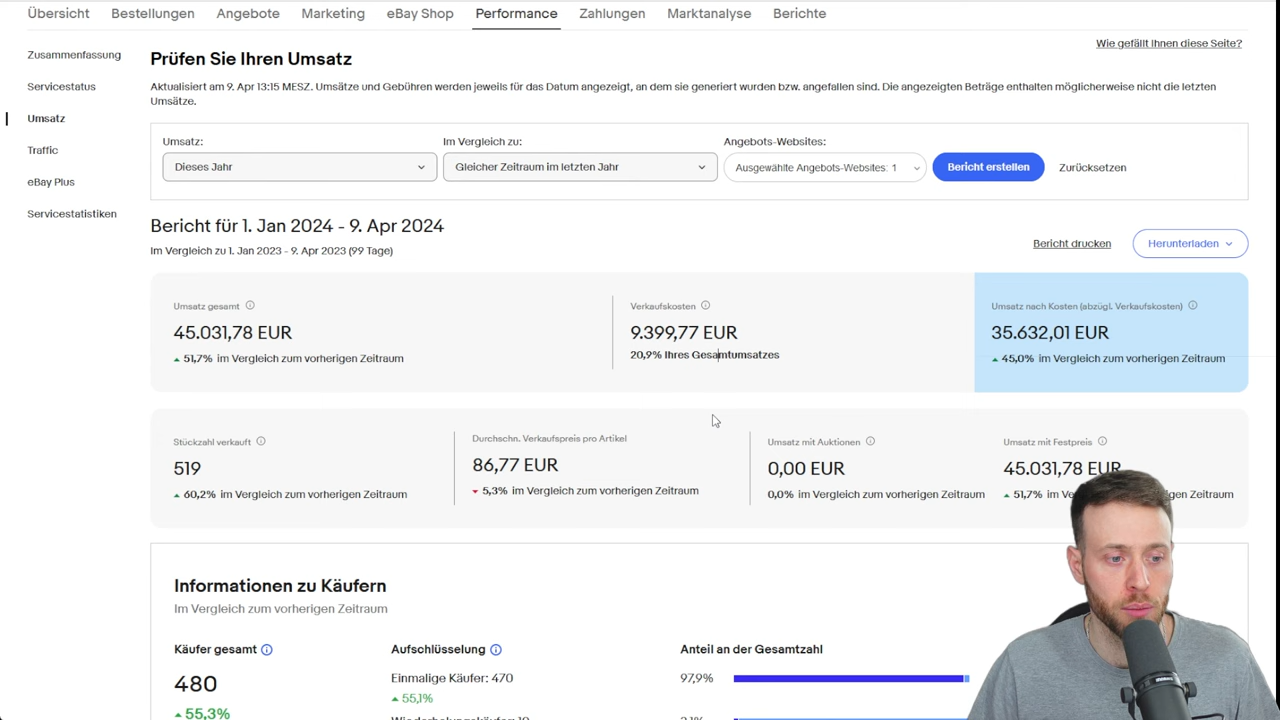 Übersicht Bestellungen Angebote Marketing eBay Shop Performance Zahlungen Marktanalyse Berichte
Wie gefällt Ihnen diese Seite?
Zusammenfassung
Servicestatus
Umsatz
Traffic
eBay Plus
Servicestatistiken
Prüfen Sie Ihren Umsatz
Aktualisiert am 9. Apr 13:15 MESZ. Umsätze und Gebühren werden jeweils für das Datum angezeigt, an dem sie generiert wurden bzw. angefallen sind. Die angezeigten Beträge enthalten möglicherweise nicht die letzten
Umsätze.
Umsatz: Im Vergleich zu: Angebots-Websites:
Dieses Jahr Gleicher Zeitraum im letzten Jahr Ausgewählte Angebots-Websites: 1 Bericht erstellen Zurücksetzen
Bericht für 1. Jan 2024 - 9. Apr 2024
Im Vergleich zu 1. Jan 2023 - 9. Apr 2023 (99 Tage)
Bericht drucken Herunterladen
Umsatz gesamt
45.031,78 EUR
51,7% im Vergleich zum vorherigen Zeitraum
Verkaufskosten
9.399,77 EUR
20,9% Ihres Gesamtumsatzes
Umsatz nach Kosten (abzügl. Verkaufskosten)
35.632,01 EUR
45,0% im Vergleich zum vorherigen Zeitraum
Stückzahl verkauft
519
60,2% im Vergleich zum vorherigen Zeitraum
Durchschn. Verkaufspreis pro Artikel
86,77 EUR
5,3% im Vergleich zum vorherigen Zeitraum
Umsatz mit Auktionen
0,00 EUR
0,0% im Vergleich zum vorherigen Zeitraum
Umsatz mit Festpreis
45.031,78 EUR
51,7% im Zeitraum
Informationen zu Käufern
Im Vergleich zum vorherigen Zeitraum
Käufer gesamt
480
55,3%
Aufschlüsselung
Einmalige Käufer: 470
55,1%
Anteil an der Gesamtzahl
97,9%